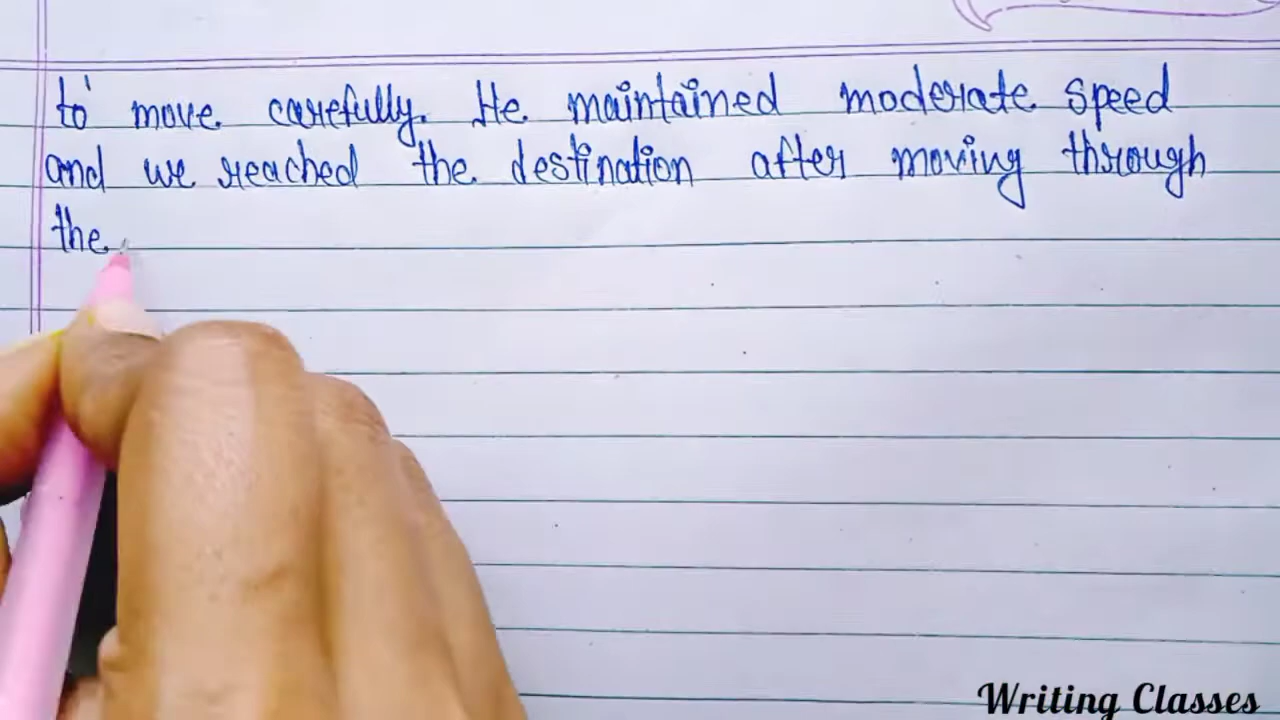 to move carefully. He maintained moderate speed
and we reached the destination after moving through
the
Writing Classes